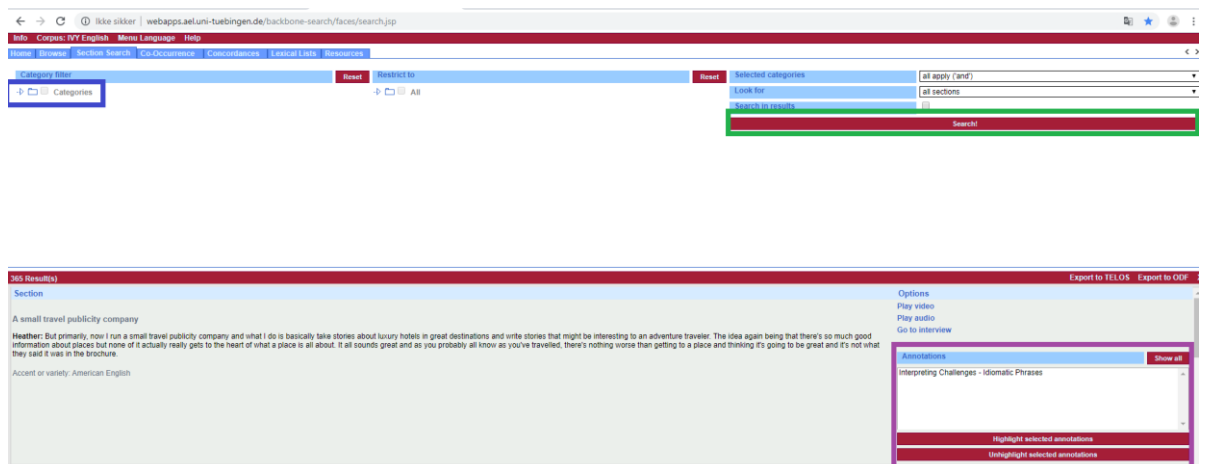 Ikke sikker | webapps.ael.uni-tuebingen.de/backbone-search/faces/search.jsp
Info Corpus: IVY English Menu Language Help
Home Browse Section Search Co-Occurrence Concordances Lexical Lists Resources
Category filter Reset Restrict to Reset Selected categories all apply ('and')
Categories All Look for all sections
Search in results
Search!
365 Result(s) Export to TELOS Export to ODF
Section Options
Play video
A small travel publicity company Play audio
Go to interview
Heather: But primarily, now I run a small travel publicity company and what I do is basically take stories about luxury hotels in great destinations and write stories that might be interesting to an adventure traveler. The idea again being that there's so much good
information about places but none of it actually really gets to the heart of what a place is all about. It all sounds great and as you probably all know as you've travelled, there's nothing worse than getting to a place and thinking it's going to be great and it's not what
they said it was in the brochure.
Annotations Show all
Accent or variety: American English
Interpreting Challenges - Idiomatic Phrases
Highlight selected annotations
Unhighlight selected annotations